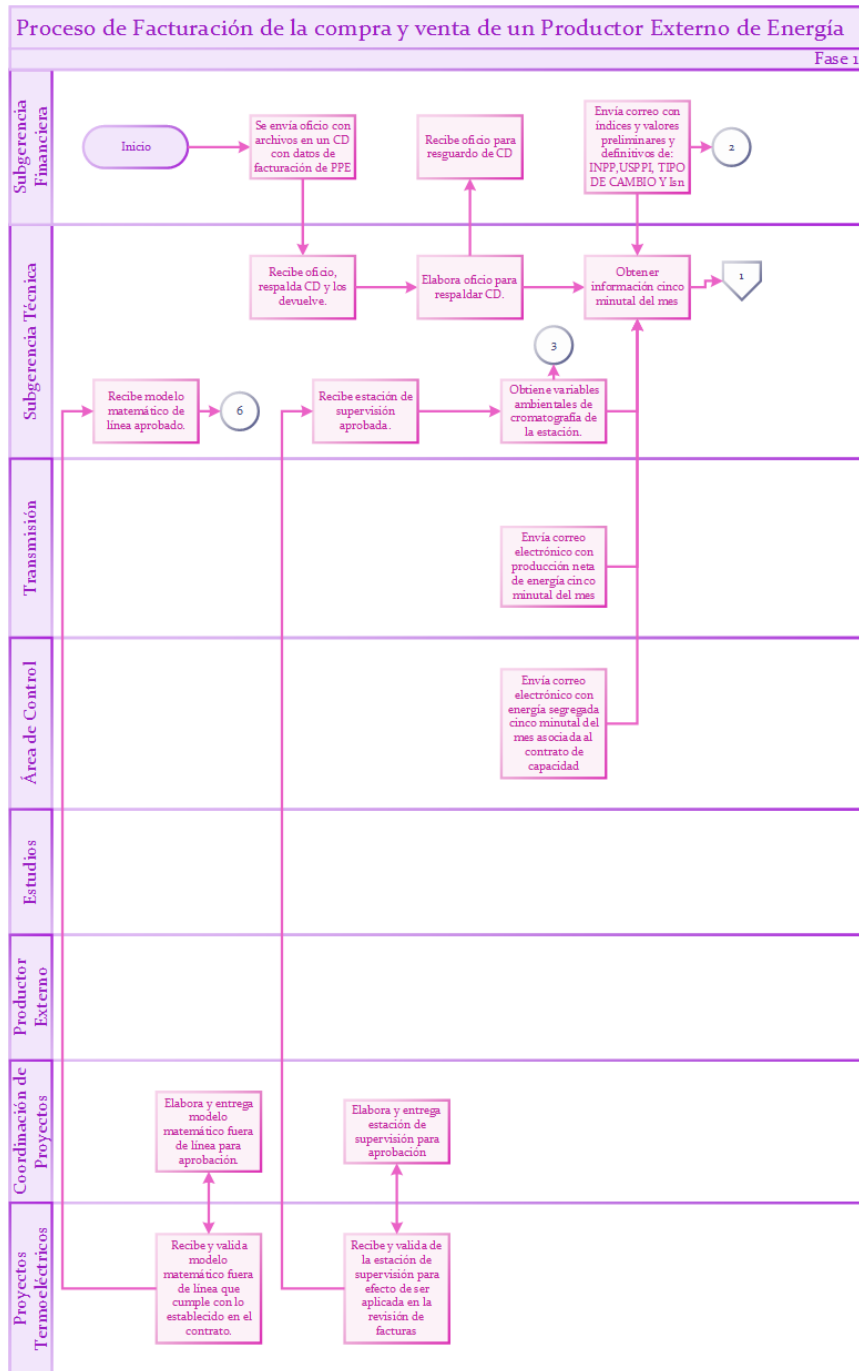 Proceso de Facturación de la compra y venta de un Productor Externo de Energía
Fase 1
Subgerencia
Financiera
Inicio
Se envía oficio con
archivos en un CD
con datos de
facturación de PPE
Recibe oficio para
resguardo de CD
Envía correo con
índices y valores
preliminares y
definitivos de:
INPP,USPPI, TIPO
DE CAMBIO Y Isn
2
Subgerencia Técnica
Recibe oficio,
respalda CD y los
devuelve.
Elabora oficio para
respaldar CD.
Obtener
información cinco
minutal del mes
1
3
Recibe modelo
matemático de
línea aprobado.
6
Recibe estación de
supervisión
aprobada.
Obtiene variables
ambientales de
cromatografía de
la estación.
Transmisión
Envía correo
electrónico con
producción neta
de energía cinco
minutal del mes
Área de Control
Envía correo
electrónico con
energía segregada
cinco minutal del
mes asociada al
contrato de
capacidad
Estudios
Productor
Externo
Coordinación de
Proyectos
Elabora y entrega
modelo
matemático fuera
de línea para
aprobación.
Elabora y entrega
estación de
supervisión para
aprobación
Proyectos
Termoeléctricos
Recibe y valida
modelo
matemático fuera
de línea que
cumple con lo
establecido en el
contrato.
Recibe y valida de
la estación de
supervisión para
efecto de ser
aplicada en la
revisión de
facturas